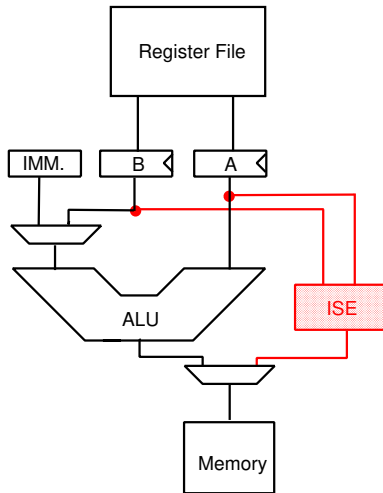 Register File
IMM.
B
A
ALU
ISE
Memory